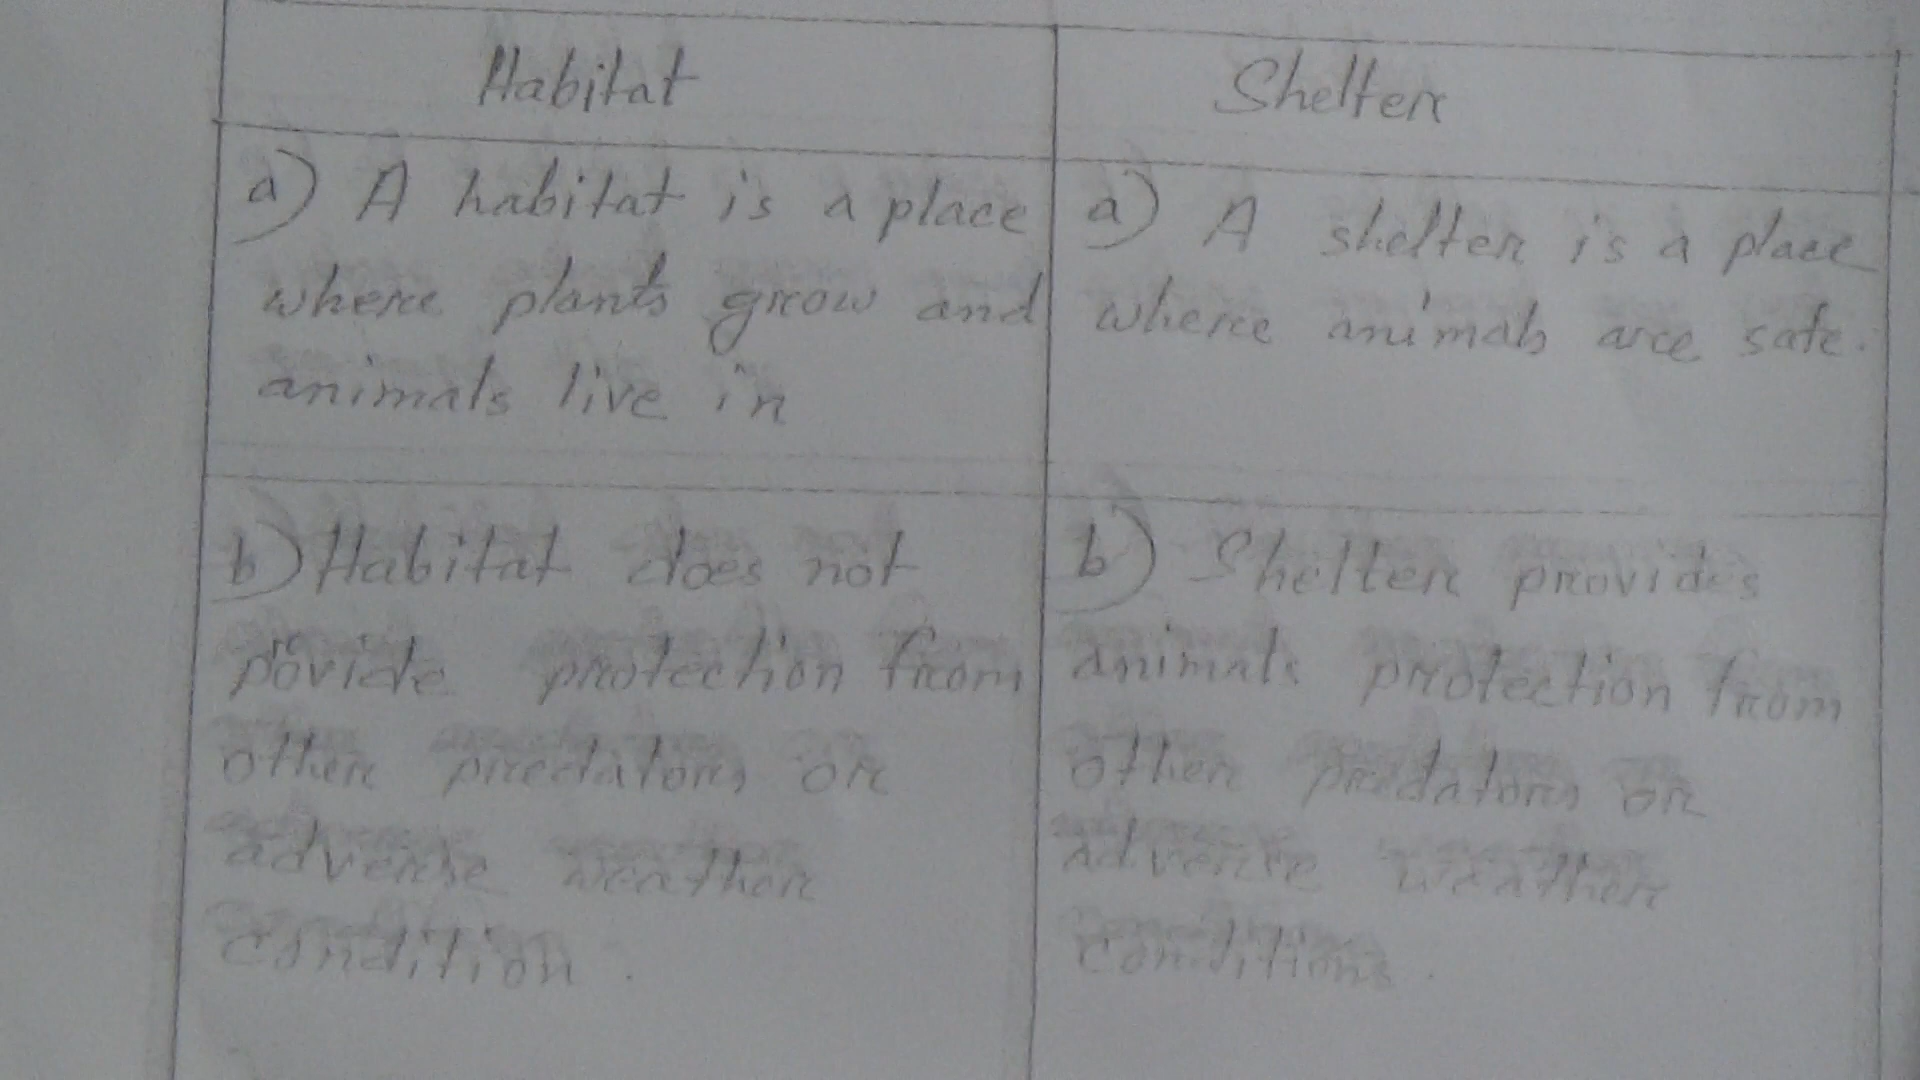 Habitat
Shelter
a) A habitat is a place
where plants grow and
animals live in
a) A shelter is a place
where animals are safe.
b) Habitat does not
provide protection from
other predators or
adverse weather
condition.
b) Shelter provides
animals protection from
other predators or
adverse weather
conditions.